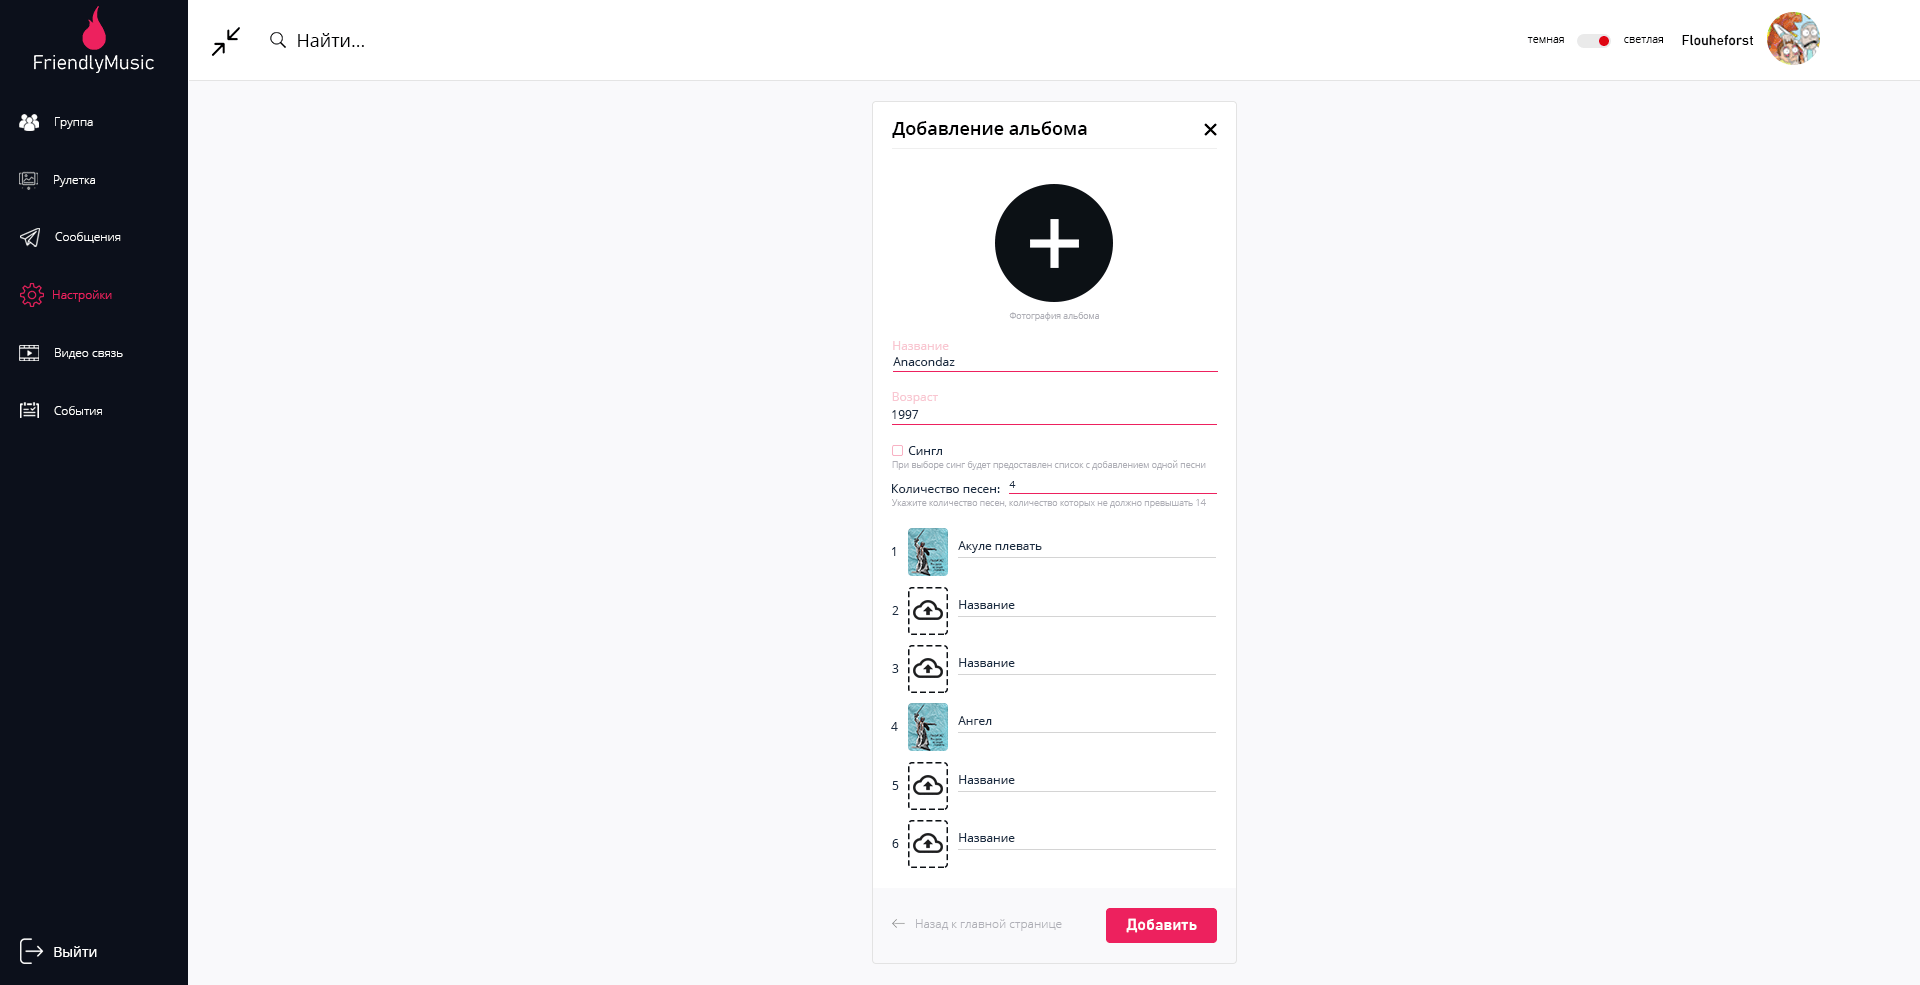 FriendlyMusic
Найти...
темная
светлая
Flouheforst
Группа
Рулетка
Сообщения
Настройки
Видео связь
События
Выйти
Добавление альбома
Фотография альбома
Название
Anacondaz
Возраст
1997
Сингл
При выборе синг будет предоставлен список с добавлением одной песни
Количество песен: 4
Укажите количество песен, количество которых не должно превышать 14
1 Акуле плевать
2 Название
3 Название
4 Ангел
5 Название
6 Название
Назад к главной странице
Добавить